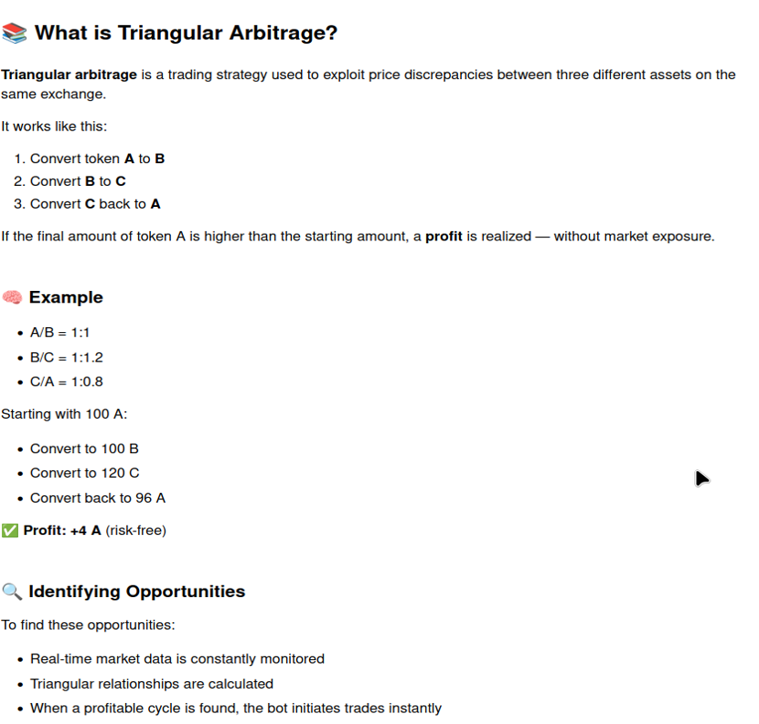 📚 What is Triangular Arbitrage?
Triangular arbitrage is a trading strategy used to exploit price discrepancies between three different assets on the
same exchange.
It works like this:
1. Convert token A to B
2. Convert B to C
3. Convert C back to A
If the final amount of token A is higher than the starting amount, a profit is realized — without market exposure.
🧠 Example
• A/B = 1:1
• B/C = 1:1.2
• C/A = 1:0.8
Starting with 100 A:
• Convert to 100 B
• Convert to 120 C
• Convert back to 96 A
✅ Profit: +4 A (risk-free)
🔍 Identifying Opportunities
To find these opportunities:
• Real-time market data is constantly monitored
• Triangular relationships are calculated
• When a profitable cycle is found, the bot initiates trades instantly